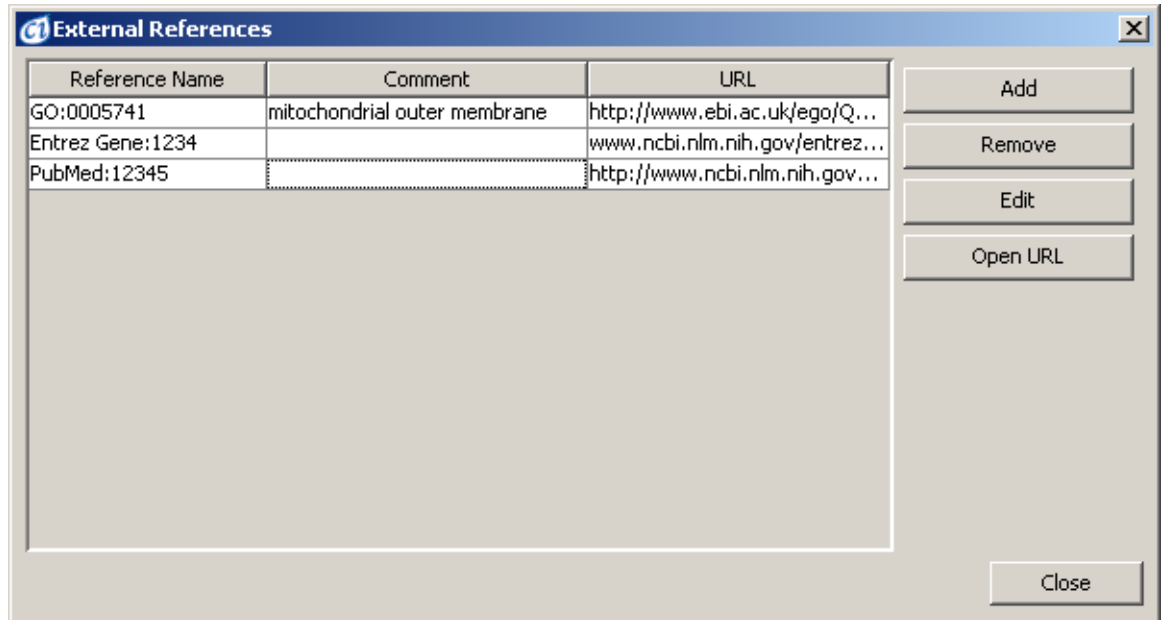 External References
Reference Name Comment URL
GO:0005741 mitochondrial outer membrane http://www.ebi.ac.uk/ego/Q...
Entrez Gene:1234 www.ncbi.nlm.nih.gov/entrez...
PubMed:12345 http://www.ncbi.nlm.nih.gov...
Add
Remove
Edit
Open URL
Close